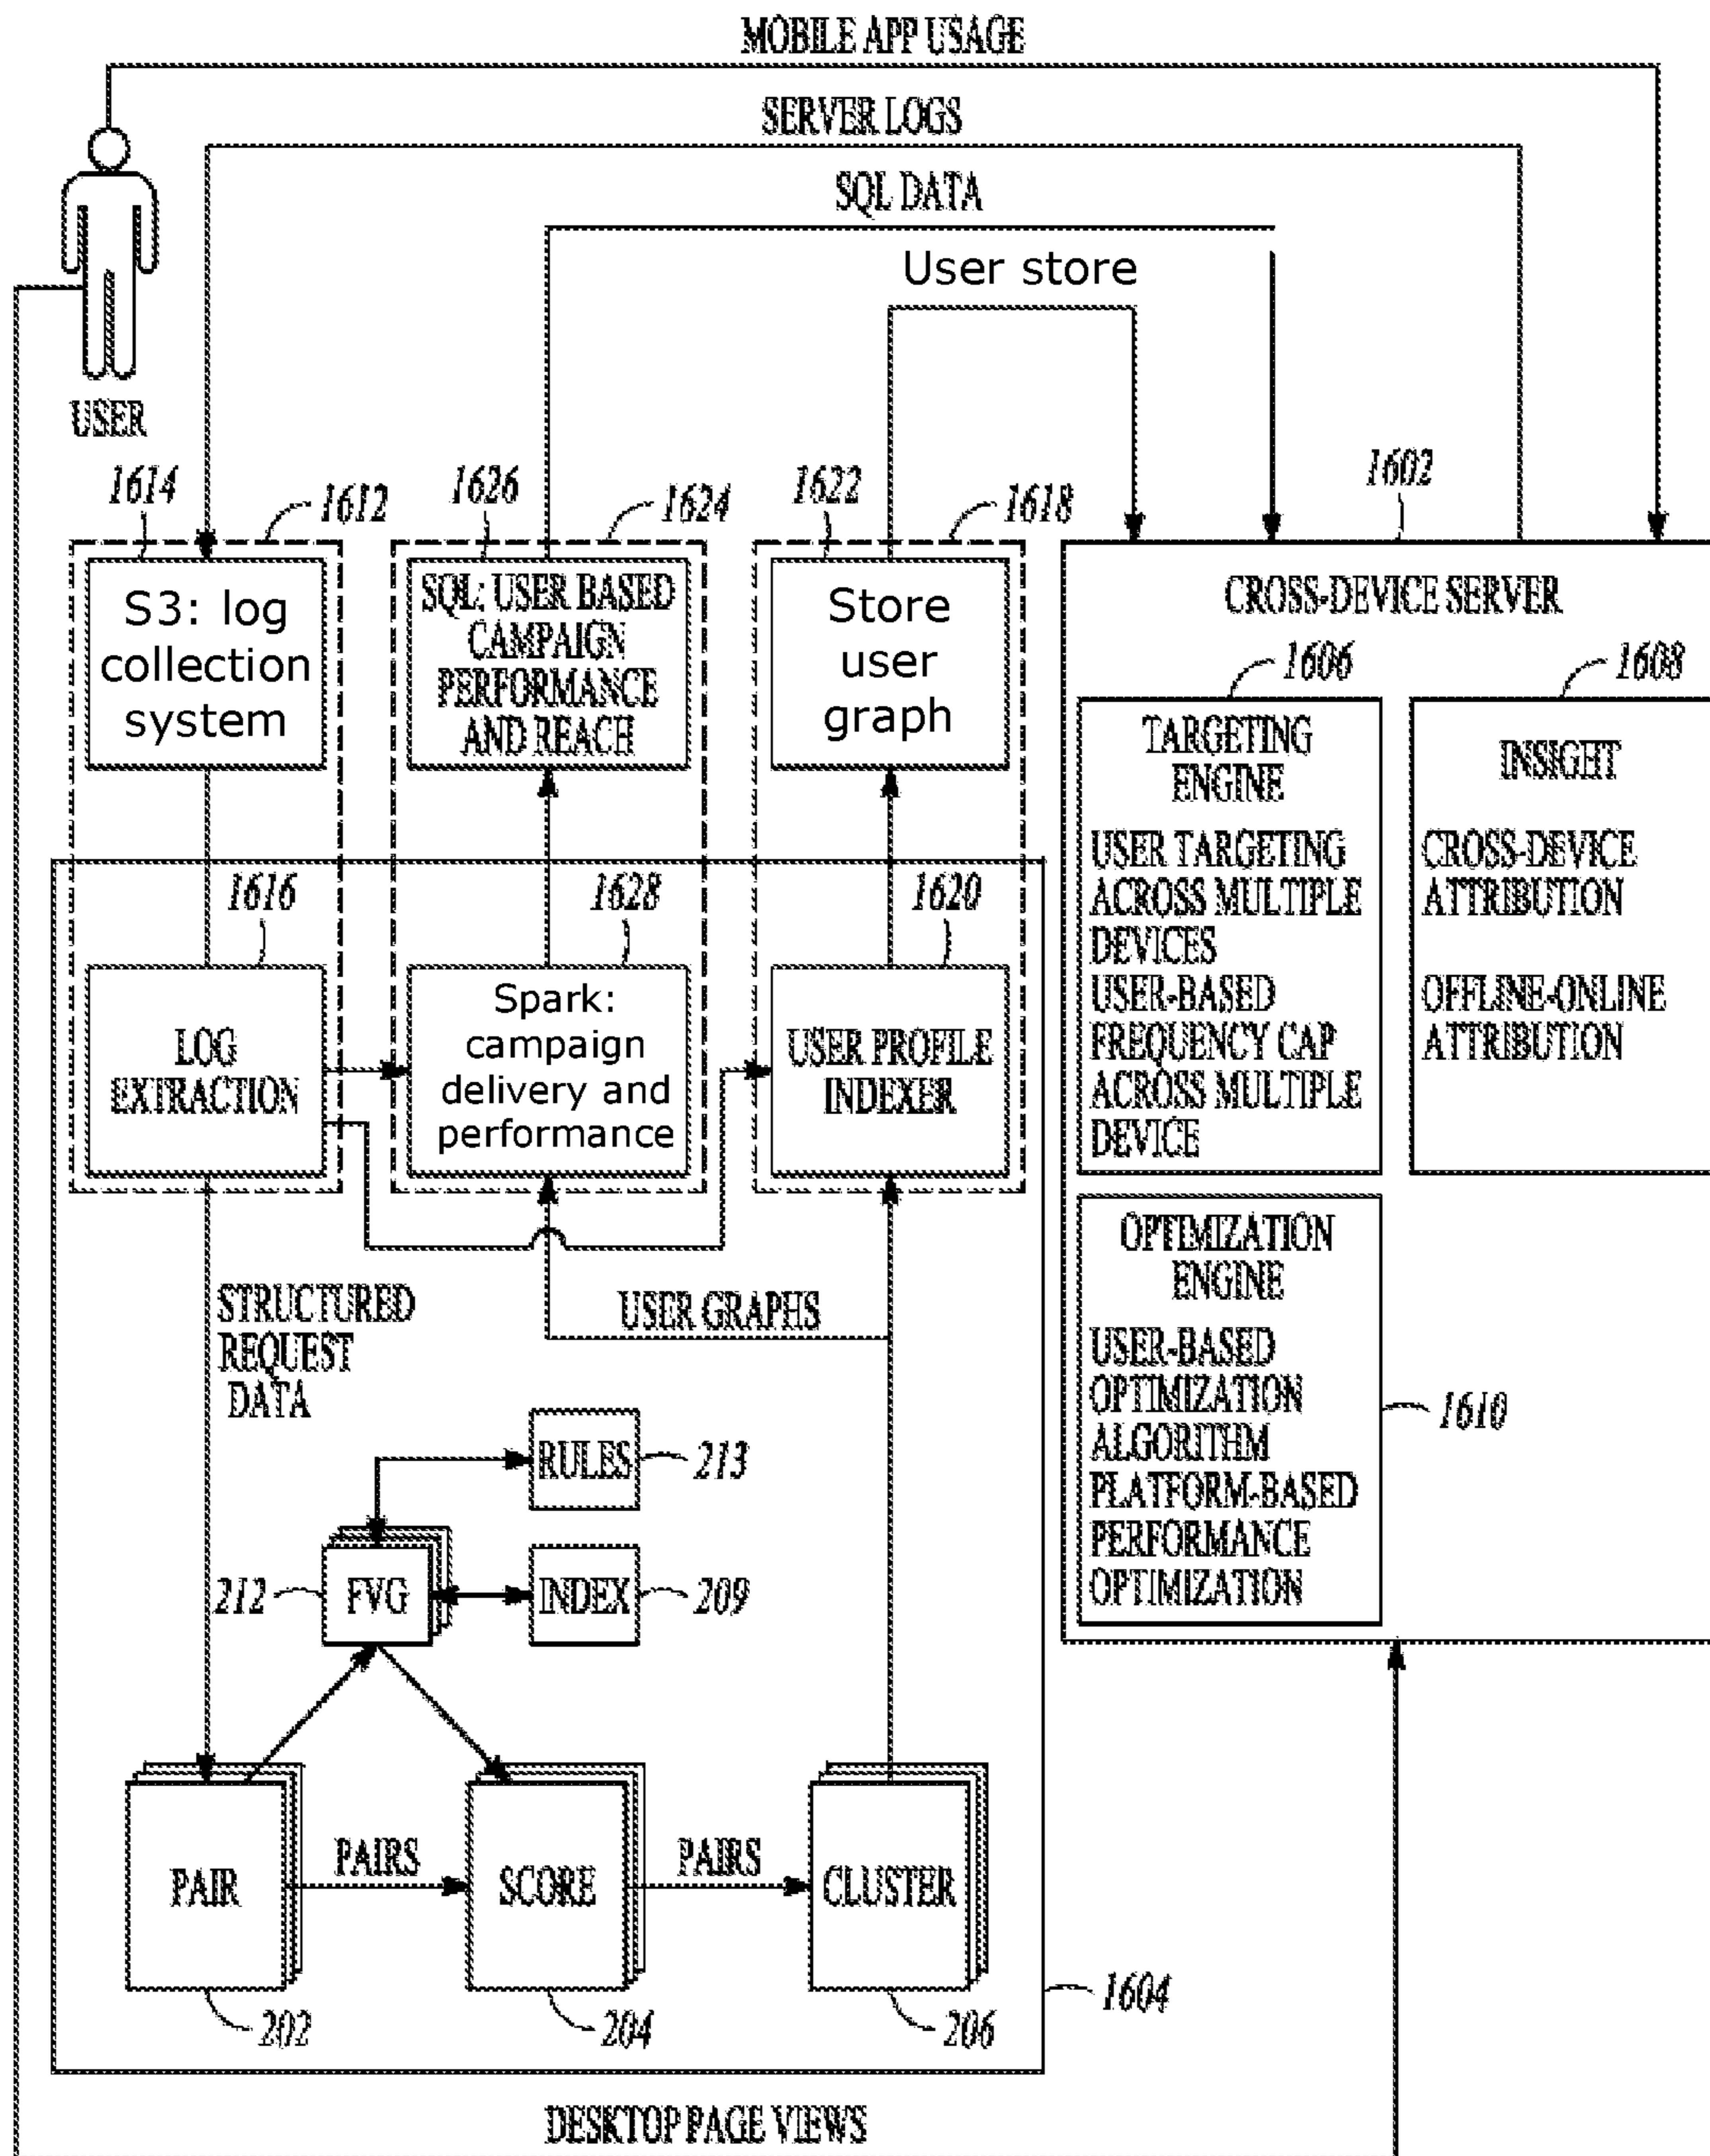 MOBILE APP USAGE
SERVER LOGS
SQL DATA
User store
USER
1614
1612
1626
1624
1622
1618
1602
S3: log
collection
system
SQL: USER BASED
CAMPAIGN
PERFORMANCE
AND REACH
Store
user
graph
CROSS-DEVICE SERVER
1606
1608
TARGETING
ENGINE
USER TARGETING
ACROSS MULTIPLE
DEVICES
USER-BASED
FREQUENCY CAP
ACROSS MULTIPLE
DEVICE
INSIGHT
CROSS-DEVICE
ATTRIBUTION
OFFLINE-ONLINE
ATTRIBUTION
1616
1628
1620
LOG
EXTRACTION
Spark:
campaign
delivery and
performance
USER PROFILE
INDEXER
OPTIMIZATION
ENGINE
USER-BASED
OPTIMIZATION
ALGORITHM
PLATFORM-BASED
PERFORMANCE
OPTIMIZATION
1610
STRUCTURED
REQUEST
DATA
USER GRAPHS
RULES
213
212
FVG
INDEX
209
PAIR
PAIRS
SCORE
PAIRS
CLUSTER
202
204
206
1604
DESKTOP PAGE VIEWS